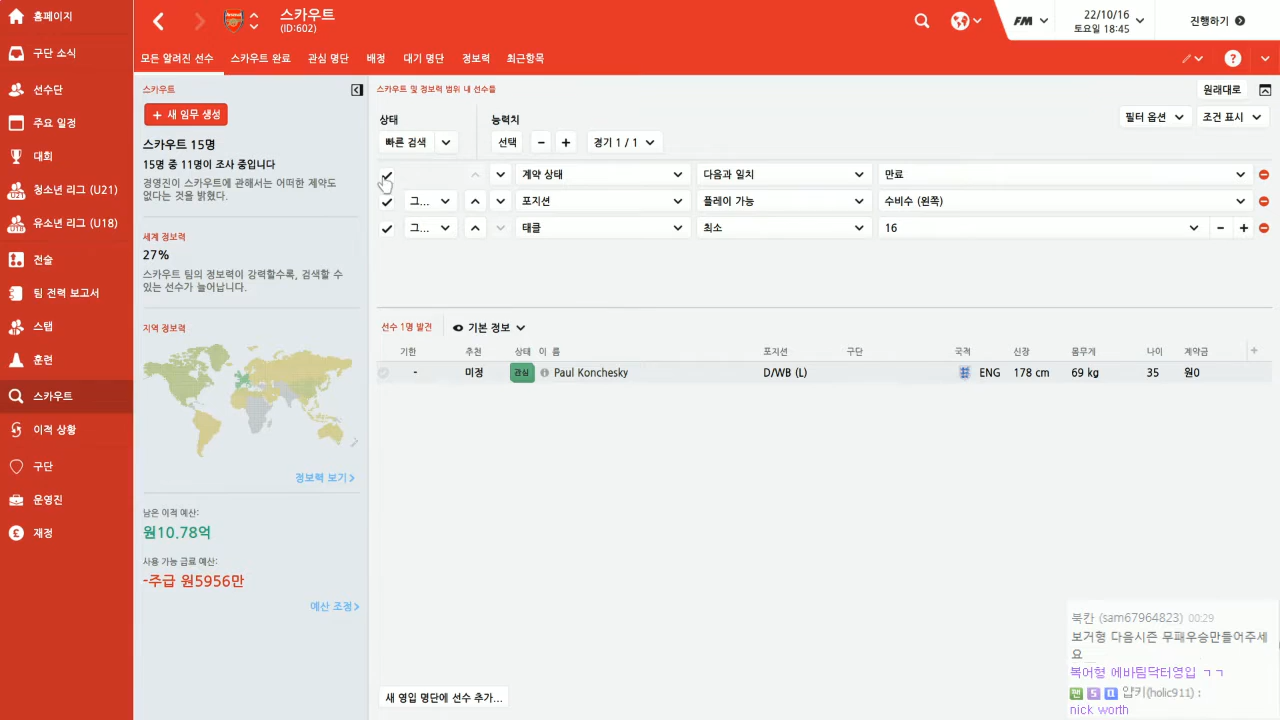 홈페이지
구단 소식
선수단
주요 일정
대회
청소년 리그 (U21)
유소년 리그 (U18)
전술
팀 전력 보고서
스탭
훈련
스카우트
이적 상황
구단
운영진
재정
스카우트
(ID:602)
FM
22/10/16
토요일 18:45
진행하기
모든 알려진 선수 스카우트 완료 관심 명단 배정 대기 명단 정보력 최근항목
스카우트
+ 새 임무 생성
스카우트 15명
15명 중 11명이 조사 중입니다
경영진이 스카우트에 관해서는 어떠한 제약도
없다는 것을 밝혔다.
세계 정보력
27%
스카우트 팀의 정보력이 강력할수록, 검색할 수
있는 선수가 늘어납니다.
지역 정보력
정보력 보기
남은 이적 예산:
원10.78억
사용 가능 급료 예산:
-주급 원5956만
예산 조정
스카우트 및 정보력 범위 내 선수들
원래대로
상태 능력치
필터 옵션 조건 표시
빠른 검색 선택 - + 경기 1 / 1
계약 상태 다음과 일치 만료
그... 포지션 플레이 가능 수비수 (왼쪽)
그... 태클 최소 16 - +
선수 1명 발견 기본 정보
기한 추천 상태 이 름 포지션 구단 국적 신장 몸무게 나이 계약금 +
- 미정 관심 Paul Konchesky D/WB (L) ENG 178 cm 69 kg 35 원0
새 영입 명단에 선수 추가...
북칸 (sam67964823) 00:29
보거형 다음시즌 무패우승만들어주세
요
복어형 에바팀닥터영입 ㄱㄱ
얍키(holic911) :
nick worth